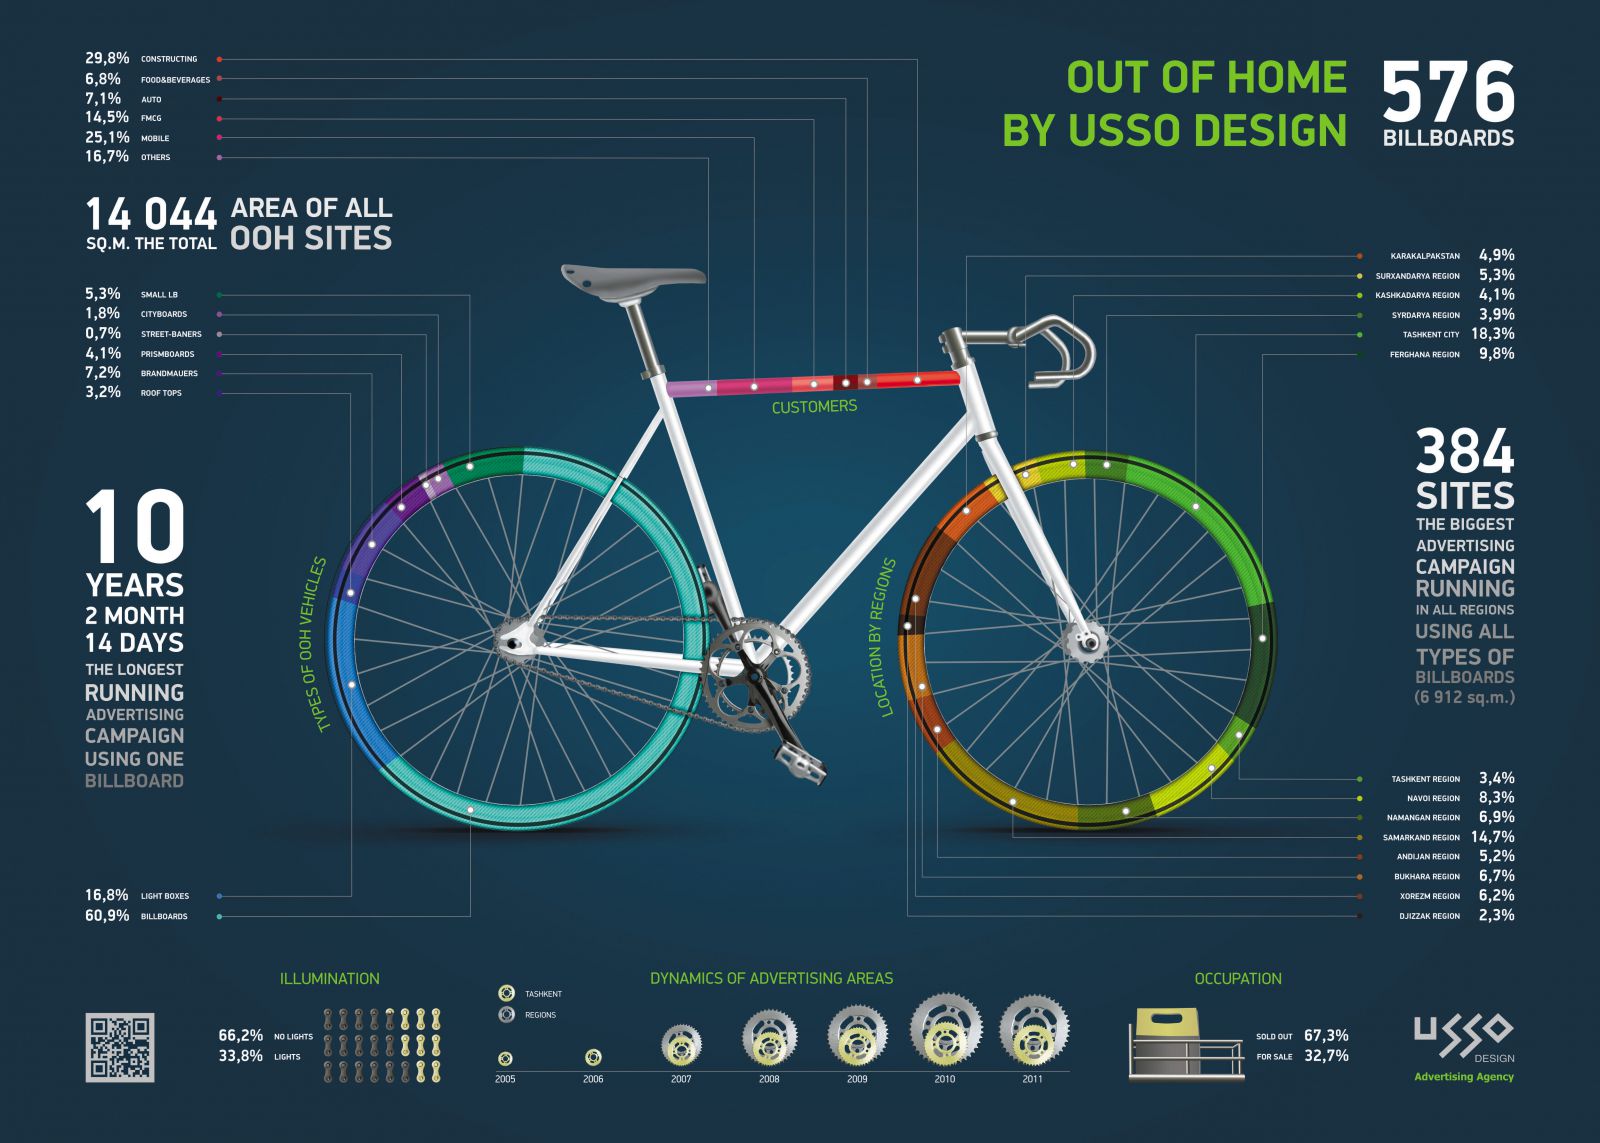 29,8% CONSTRUCTING
6,8% FOOD&BEVERAGES
7,1% AUTO
14,5% FMCG
25,1% MOBILE
16,7% OTHERS
OUT OF HOME
BY USSO DESIGN
576
BILLBOARDS
14 044
SQ.M. THE TOTAL
AREA OF ALL
OOH SITES
5,3% SMALL LB
1,8% CITYBOARDS
0,7% STREET-BANERS
4,1% PRISMBOARDS
7,2% BRANDMAUERS
3,2% ROOF TOPS
KARAKALPAKSTAN 4,9%
SURXANDARYA REGION 5,3%
KASHKADARYA REGION 4,1%
SYRDARYA REGION 3,9%
TASHKENT CITY 18,3%
FERGHANA REGION 9,8%
CUSTOMERS
10
YEARS
2 MONTH
14 DAYS
THE LONGEST
RUNNING
ADVERTISING
CAMPAIGN
USING ONE
BILLBOARD
TYPES OF OOH VEHICLES
LOCATION BY REGIONS
384
SITES
THE BIGGEST
ADVERTISING
CAMPAIGN
RUNNING
IN ALL REGIONS
USING ALL
TYPES OF
BILLBOARDS
(6 912 sq.m.)
16,8% LIGHT BOXES
60,9% BILLBOARDS
TASHKENT REGION 3,4%
NAVOI REGION 8,3%
NAMANGAN REGION 6,9%
SAMARKAND REGION 14,7%
ANDIJAN REGION 5,2%
BUKHARA REGION 6,7%
XOREZM REGION 6,2%
DJIZZAK REGION 2,3%
ILLUMINATION
66,2% NO LIGHTS
33,8% LIGHTS
DYNAMICS OF ADVERTISING AREAS
TASHKENT
REGIONS
2005 2006 2007 2008 2009 2010 2011
OCCUPATION
SOLD OUT 67,3%
FOR SALE 32,7%
USSO
DESIGN
Advertising Agency